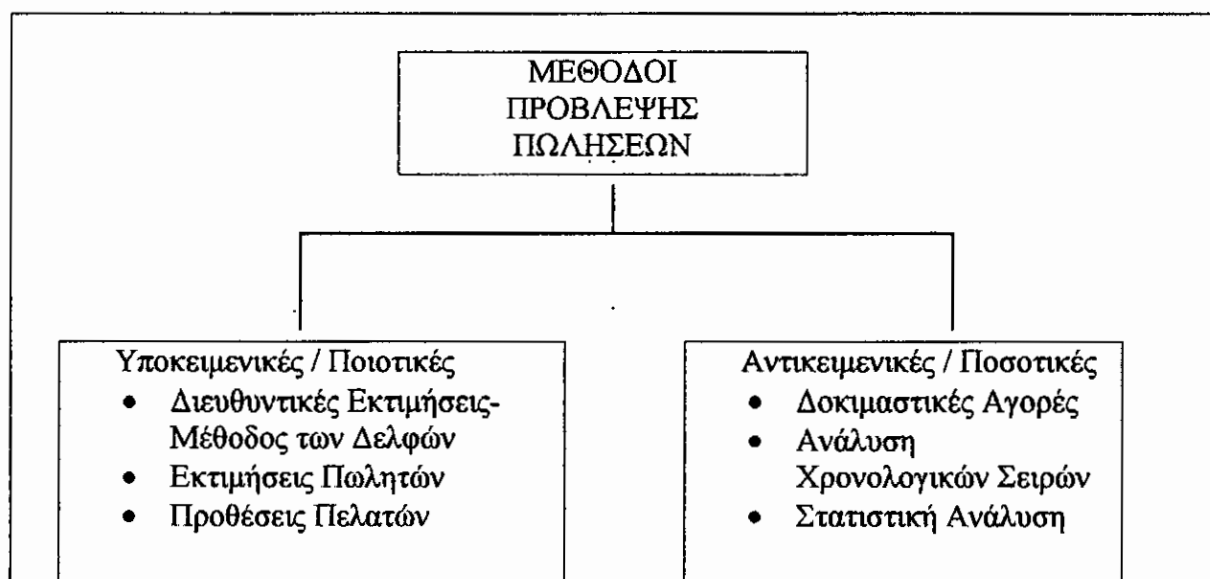 ΜΕΘΟΔΟΙ
ΠΡΟΒΛΕΨΗΣ
ΠΩΛΗΣΕΩΝ
Υποκειμενικές / Ποιοτικές
• Διευθυντικές Εκτιμήσεις-
Μέθοδος των Δελφών
• Εκτιμήσεις Πωλητών
• Προθέσεις Πελατών
Αντικειμενικές / Ποσοτικές
• Δοκιμαστικές Αγορές
• Ανάλυση
Χρονολογικών Σειρών
• Στατιστική Ανάλυση